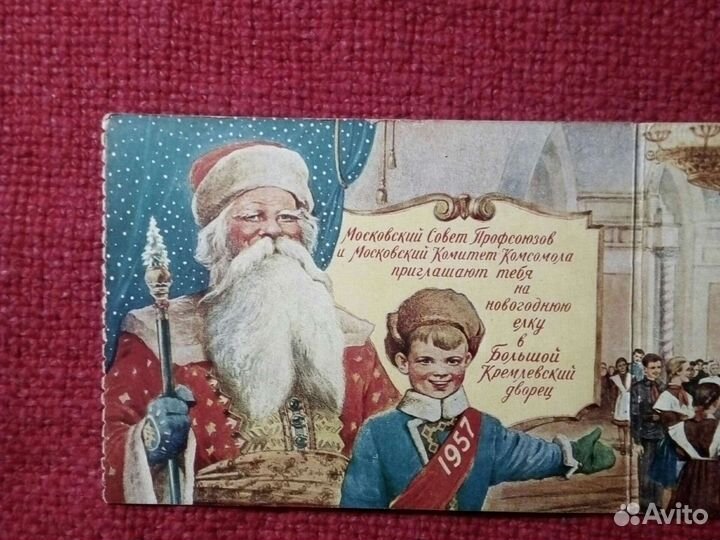 Московский Совет Профсоюзов
и Московский Комитет Комсомола
приглашают тебя
на
новогоднюю
елку
в
Большой
Кремлевский
дворец
1957
Avito